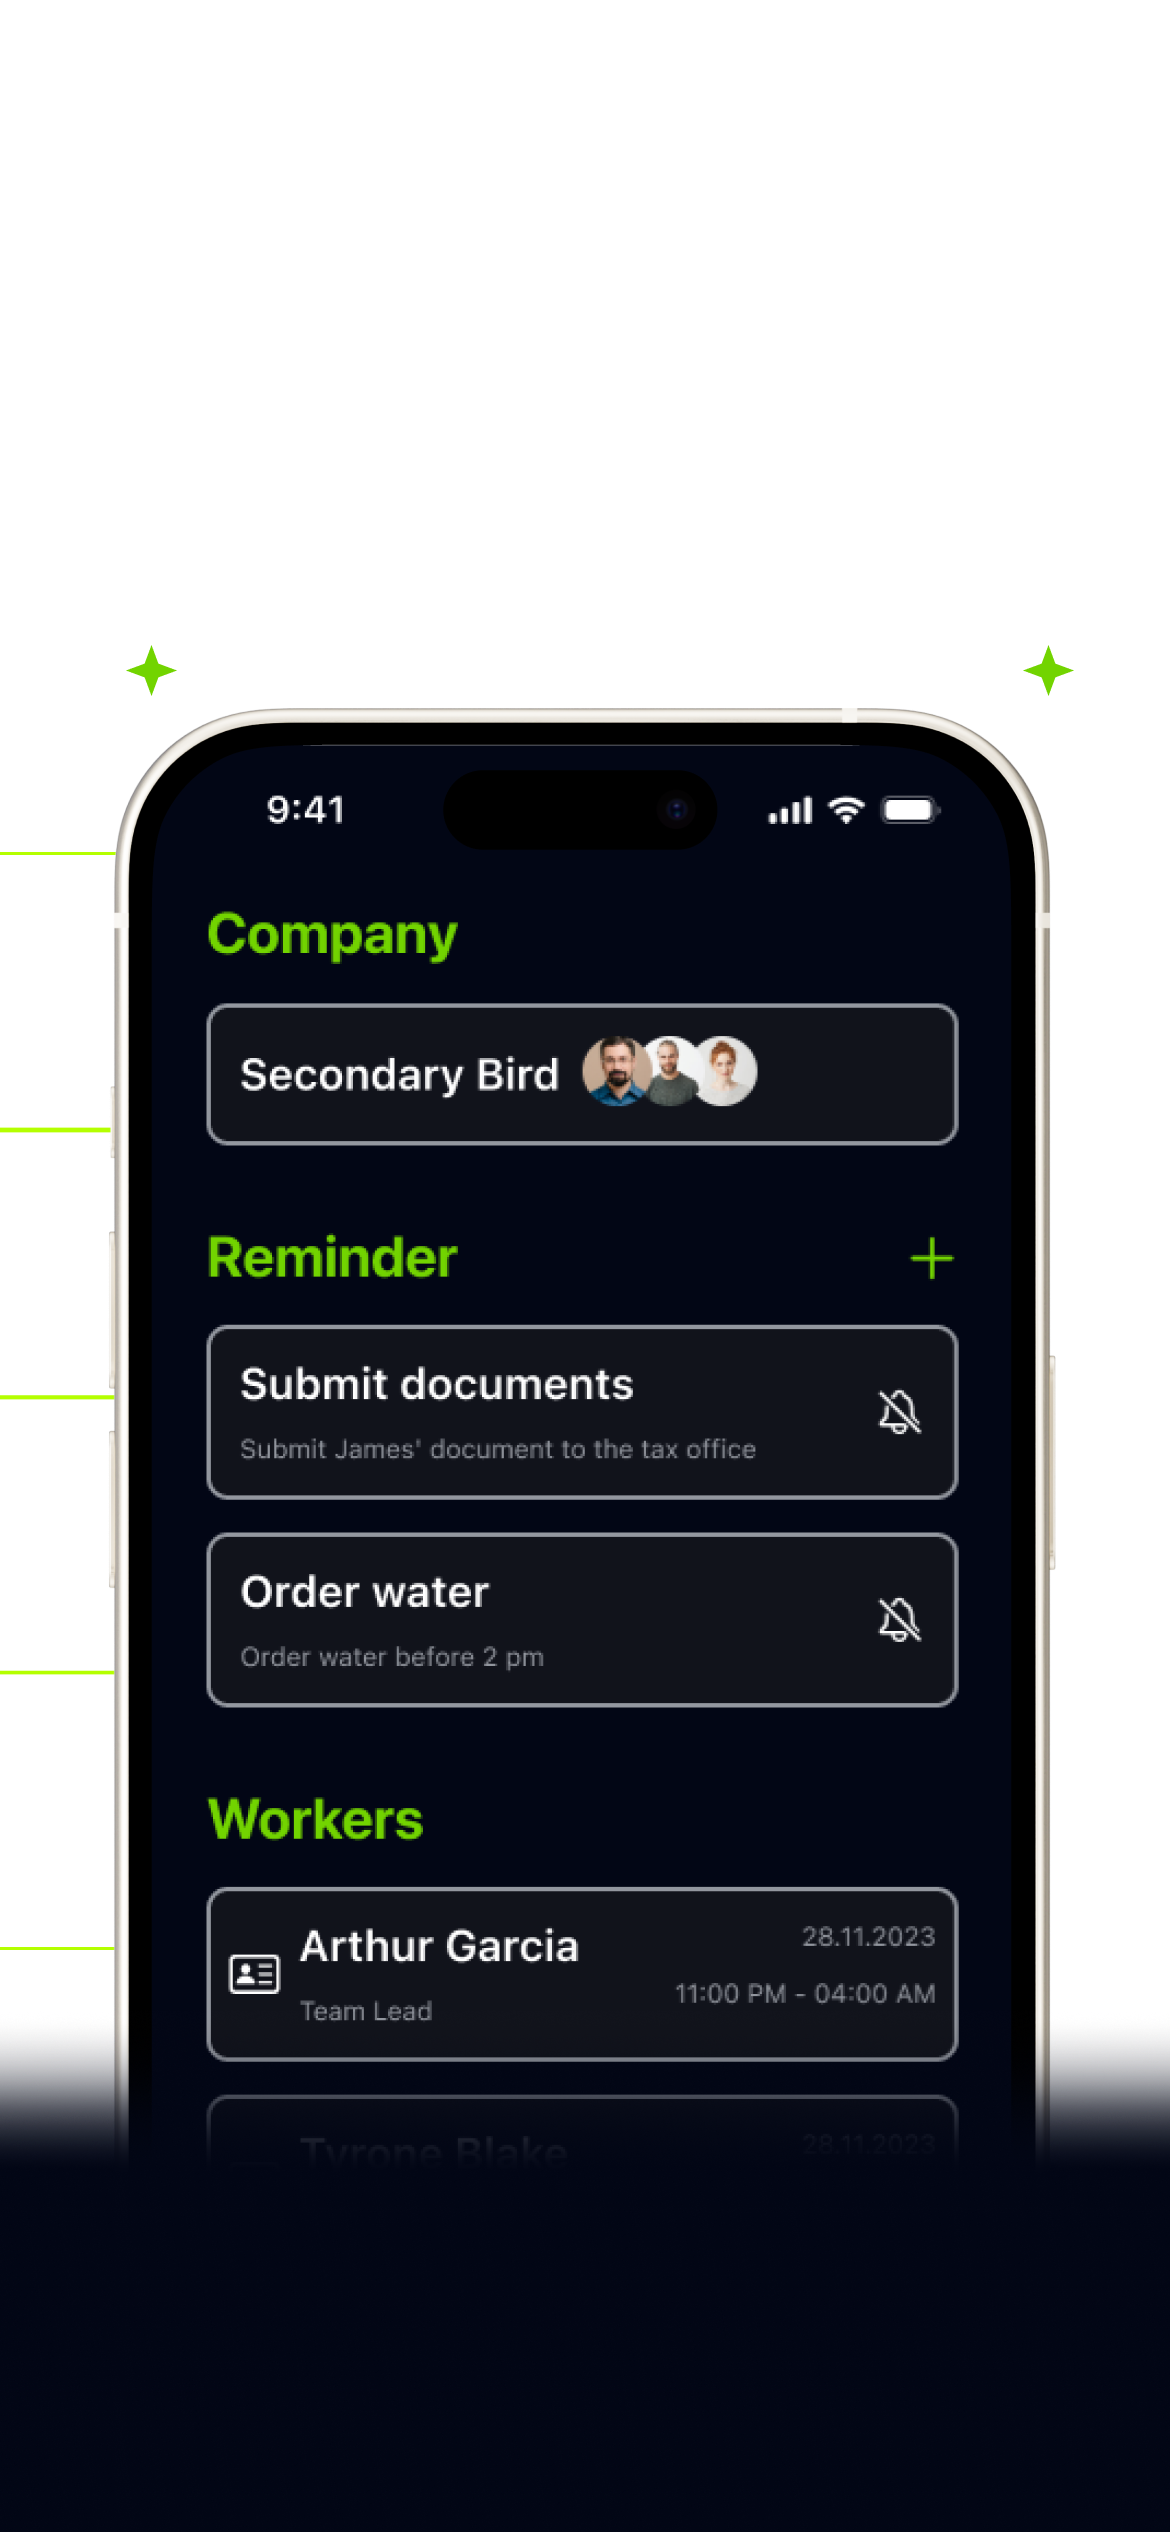 9:41
Company
Secondary Bird
Reminder
Submit documents
Submit James' document to the tax office
Order water
Order water before 2 pm
Workers
Arthur Garcia
28.11.2023
Team Lead
11:00 PM - 04:00 AM
Tyrone Blake
28.11.2023